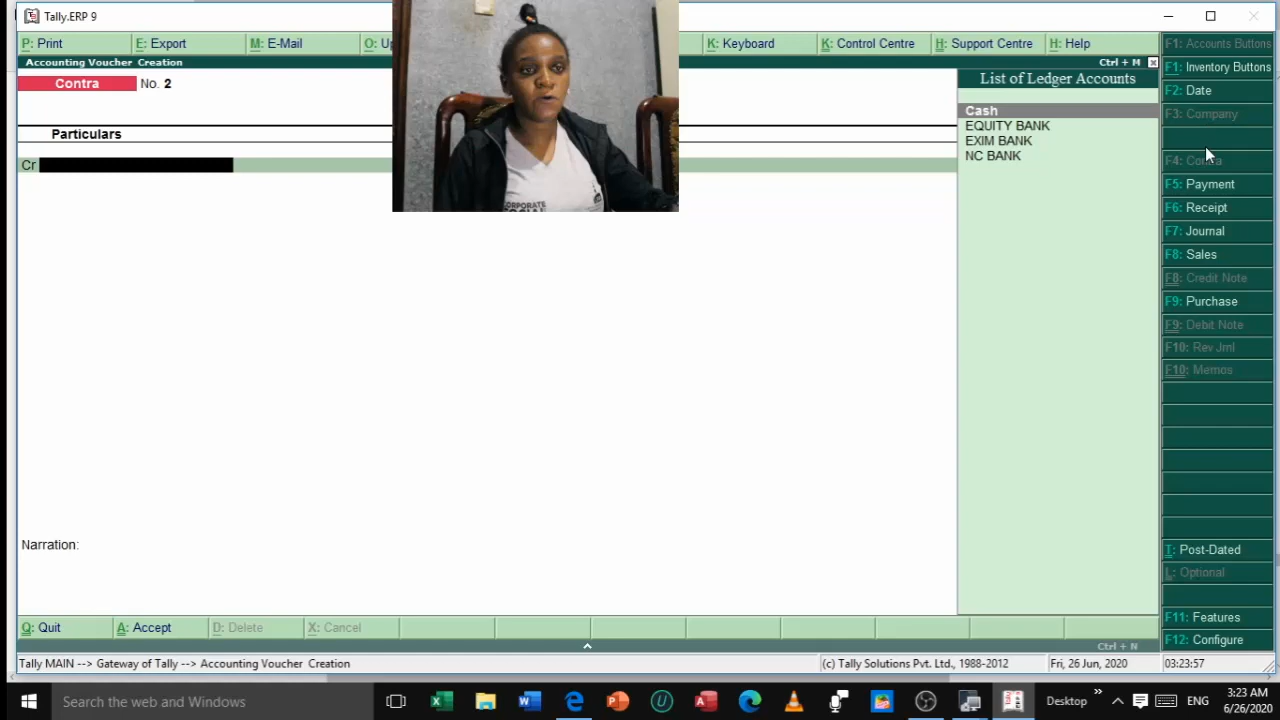 Tally.ERP 9
P: Print
E: Export
M: E-Mail
O: Up
K: Keyboard
K: Control Centre
H: Support Centre
H: Help
Accounting Voucher Creation
Ctrl + M
Contra
No. 2
Particulars
Cr
List of Ledger Accounts
Cash
EQUITY BANK
EXIM BANK
NC BANK
F1: Accounts Buttons
F1: Inventory Buttons
F2: Date
F3: Company
F4: Contra
F5: Payment
F6: Receipt
F7: Journal
F8: Sales
F8: Credit Note
F9: Purchase
F9: Debit Note
F10: Rev Jrnl
F10: Memos
T: Post-Dated
L: Optional
F11: Features
F12: Configure
CORPORATE
SOCIAL
Narration:
Q: Quit
A: Accept
D: Delete
X: Cancel
Ctrl + N
Tally MAIN --> Gateway of Tally --> Accounting Voucher Creation
(c) Tally Solutions Pvt. Ltd., 1988-2012
Fri, 26 Jun, 2020
03:23:57
Search the web and Windows
Desktop
ENG
3:23 AM
6/26/2020